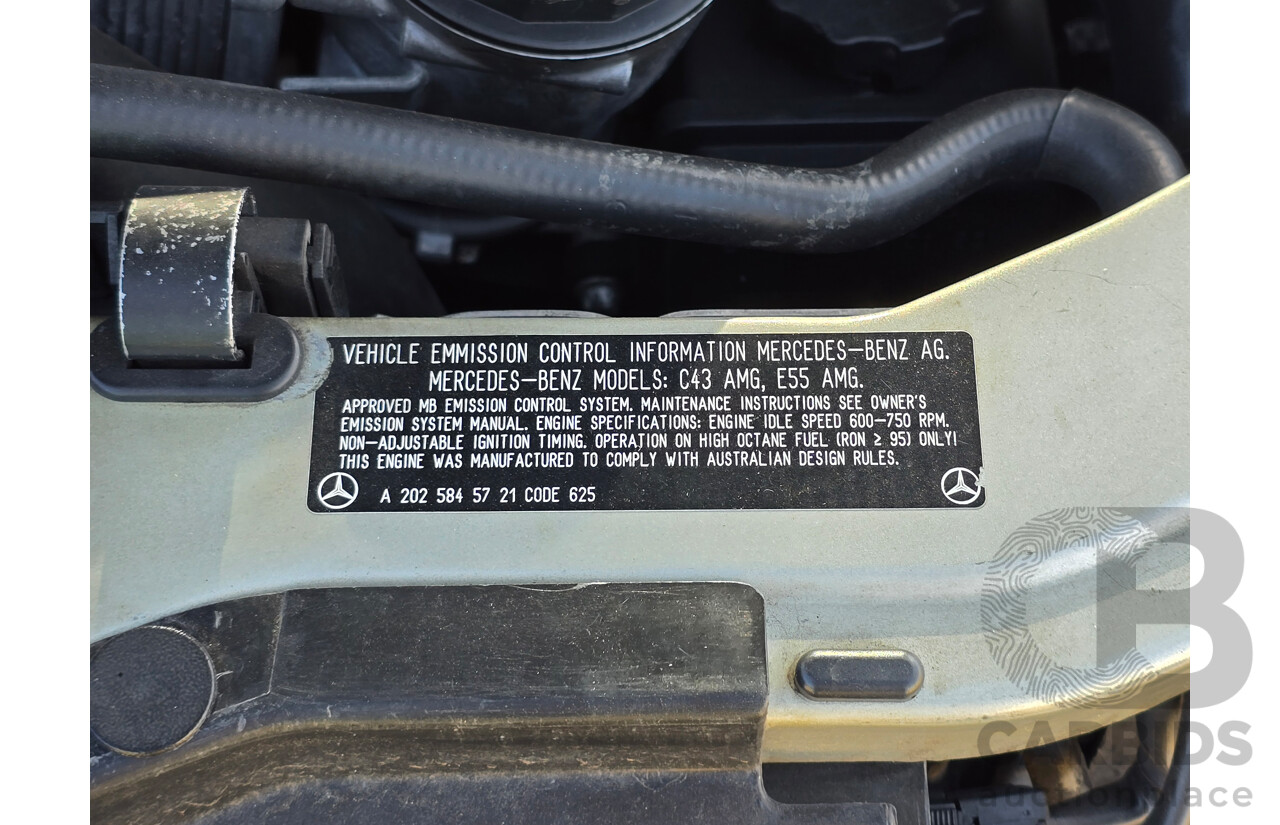 VEHICLE EMMISSION CONTROL INFORMATION MERCEDES-BENZ AG.
MERCEDES-BENZ MODELS: C43 AMG, E55 AMG.
APPROVED MB EMISSION CONTROL SYSTEM. MAINTENANCE INSTRUCTIONS SEE OWNER'S
EMISSION SYSTEM MANUAL. ENGINE SPECIFICATIONS: ENGINE IDLE SPEED 600-750 RPM.
NON-ADJUSTABLE IGNITION TIMING. OPERATION ON HIGH OCTANE FUEL (RON ≥ 95) ONLY!
THIS ENGINE WAS MANUFACTURED TO COMPLY WITH AUSTRALIAN DESIGN RULES.
A 202 584 57 21 CODE 625
CB
CARBIDS
auctionplace